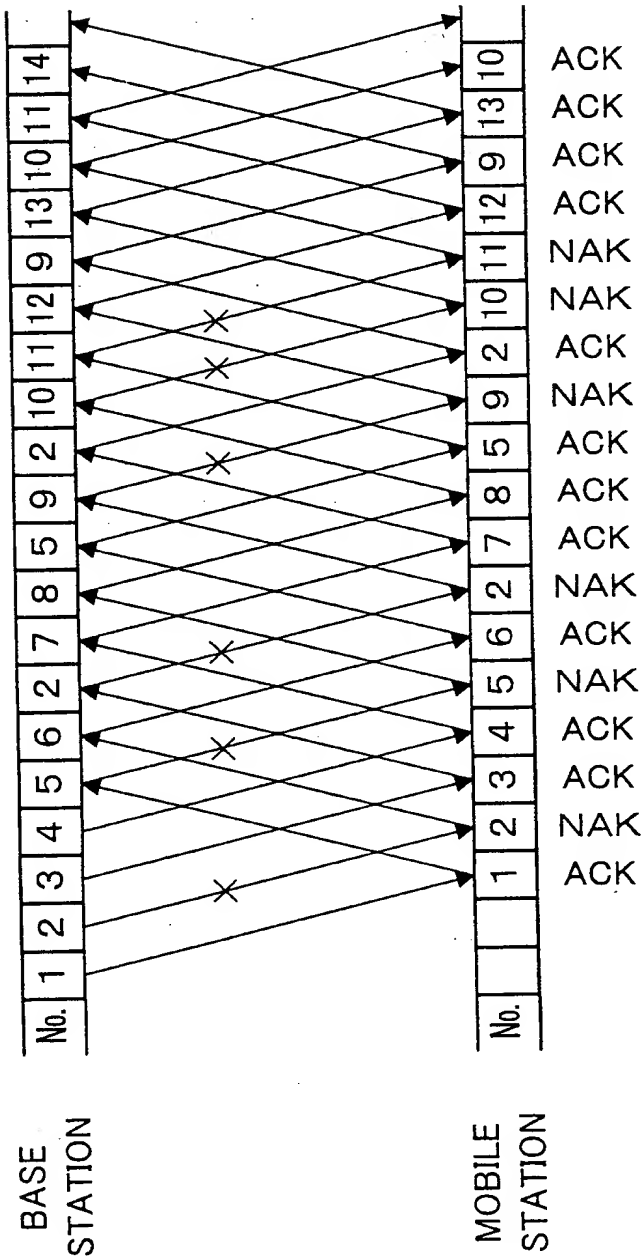 BASE
STATION
No. 1 2 3 4 5 6 2 7 8 5 9 2 10 11 12 9 13 10 11 14
MOBILE
STATION
No. 1 2 3 4 5 6 2 7 8 5 9 2 10 11 12 9 13 10
ACK
ACK
ACK
ACK
NAK
NAK
ACK
NAK
ACK
ACK
ACK
NAK
ACK
NAK
ACK
ACK
NAK
ACK